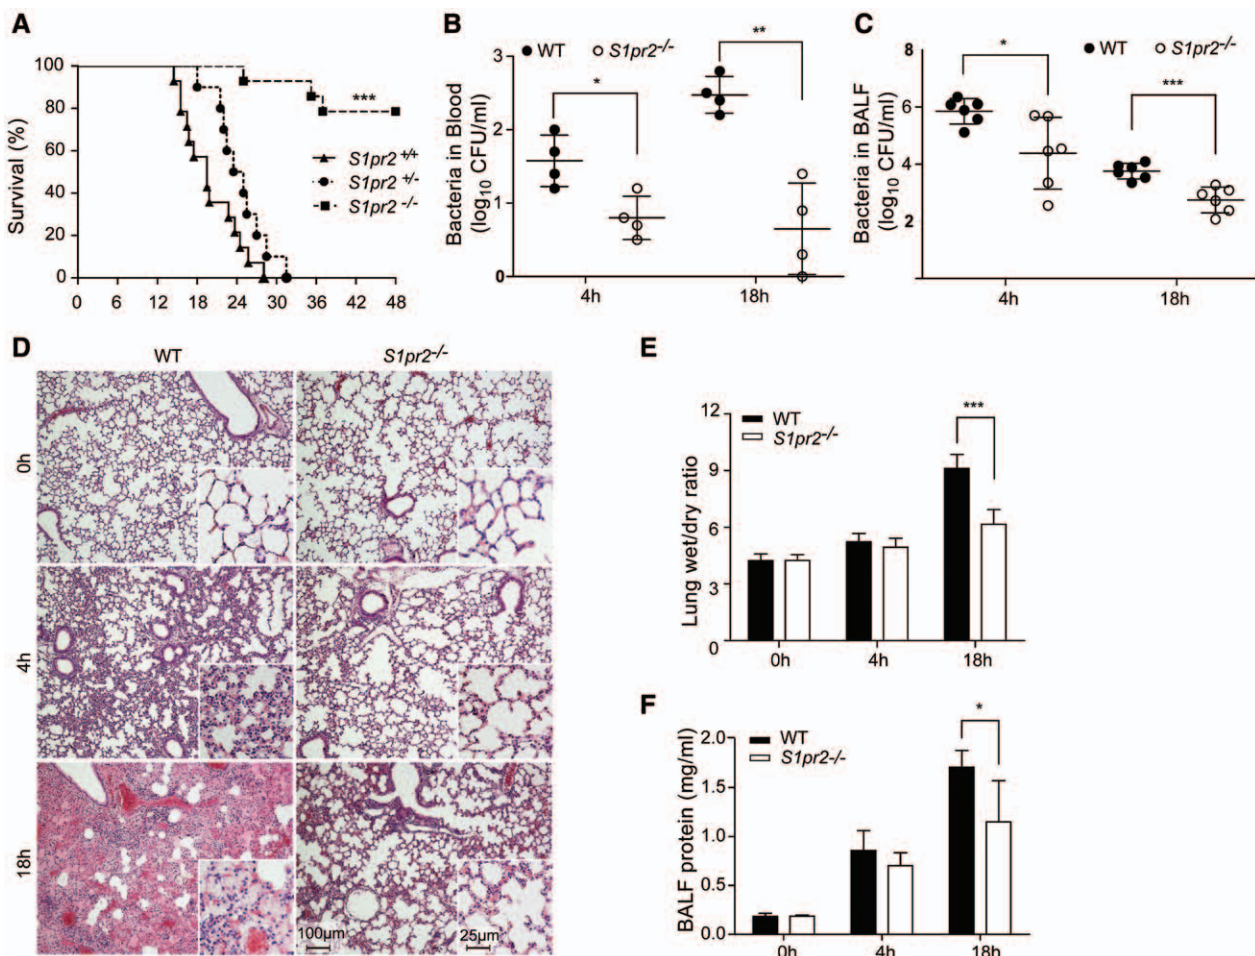 A
Survival (%)
100
80
60
40
20
0
***
S1pr2 +/+
S1pr2 +/-
S1pr2 -/-
0 6 12 18 24 30 36 42 48
B
WT S1pr2-/-
Bacteria in Blood
(log10 CFU/ml)
3
2
1
0
*
**
4h 18h
C
WT S1pr2-/-
Bacteria in BALF
(log10 CFU/ml)
8
6
4
2
0
*
***
4h 18h
D
WT S1pr2-/-
0h
4h
18h
100µm 25µm
E
WT
S1pr2-/-
Lung wet/dry ratio
12
9
6
3
0
***
0h 4h 18h
F
WT
S1pr2-/-
BALF protein (mg/ml)
2.0
1.5
1.0
0.5
0.0
*
0h 4h 18h